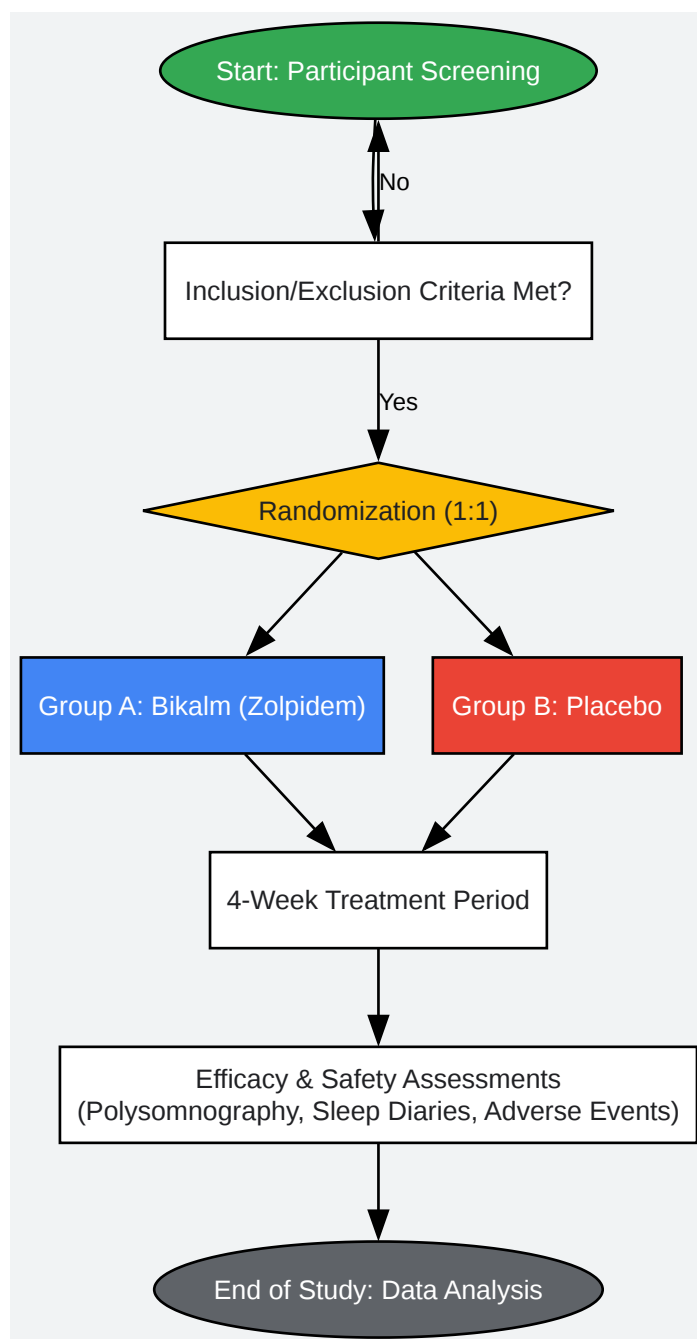 Start: Participant Screening
No
Inclusion/Exclusion Criteria Met?
Yes
Randomization (1:1)
Group A: Bikalm (Zolpidem)
Group B: Placebo
4-Week Treatment Period
Efficacy & Safety Assessments
(Polysomnography, Sleep Diaries, Adverse Events)
End of Study: Data Analysis